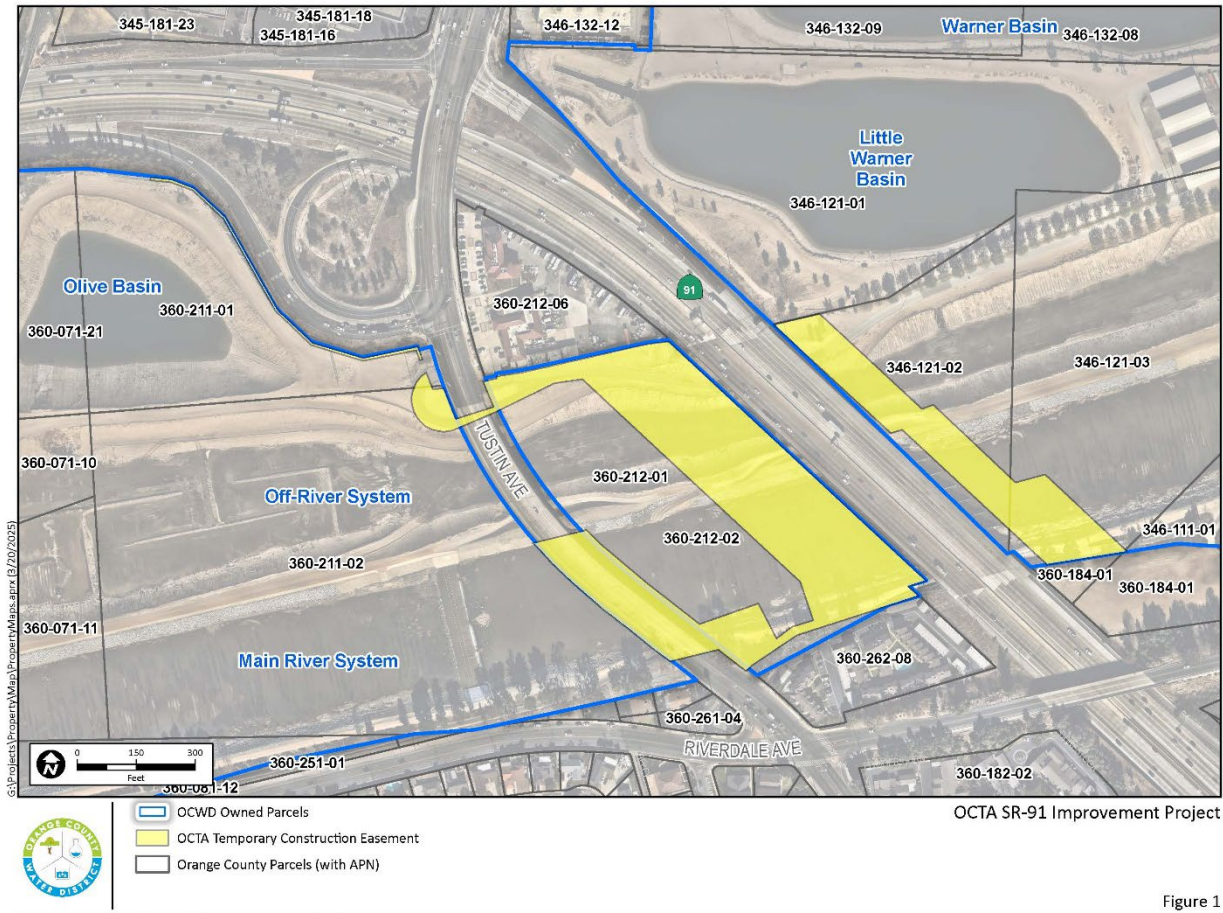 345-181-23
345-181-18
345-181-16
346-132-12
346-132-09
Warner Basin
346-132-08
Little
Warner
Basin
346-121-01
Olive Basin
360-211-01
360-071-21
360-212-06
91
346-121-02
346-121-03
TUSTIN AVE
360-071-10
Off-River System
360-212-01
360-211-02
360-212-02
346-111-01
360-184-01
360-184-01
360-071-11
Main River System
360-262-08
360-261-04
RIVERDALE AVE
360-251-01
360-182-02
360-081-12
N
0 150 300
Feet
G:\Projects\Property\Map\PropertyMaps.aprx (3/20/2025)
ORANGE COUNTY
WATER DISTRICT
OCWD Owned Parcels
OCTA Temporary Construction Easement
Orange County Parcels (with APN)
OCTA SR-91 Improvement Project
Figure 1